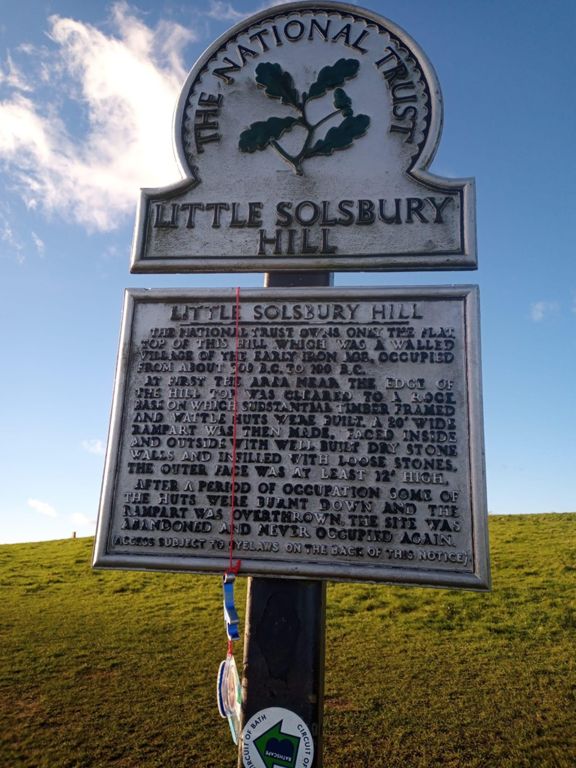 THE NATIONAL TRUST
LITTLE SOLSBURY
HILL
LITTLE SOLSBURY HILL
THE NATIONAL TRUST OWNS ONLY THE FLAT
TOP OF THIS HILL WHICH WAS A WALLED
VILLAGE OF THE EARLY IRON AGE, OCCUPIED
FROM ABOUT 300 B.C. TO 100 B.C.
AT FIRST THE AREA NEAR THE EDGE OF
THE HILL TOP WAS CLEARED TO A ROCK
BASE ON WHICH SUBSTANTIAL TIMBER FRAMED
AND WATTLE HUTS WERE BUILT. A 20' WIDE
RAMPART WAS THEN MADE, FACED INSIDE
AND OUTSIDE WITH WELL BUILT DRY STONE
WALLS AND INFILLED WITH LOOSE STONES.
THE OUTER FACE WAS AT LEAST 12' HIGH.
AFTER A PERIOD OF OCCUPATION SOME OF
THE HUTS WERE BURNT DOWN AND THE
RAMPART WAS OVERTHROWN. THE SITE WAS
ABANDONED AND NEVER OCCUPIED AGAIN.
(ACCESS SUBJECT TO BYELAWS ON THE BACK OF THIS NOTICE)
CIRCUIT OF BATH
CIRCUIT OF BATH
BATHSCAPE